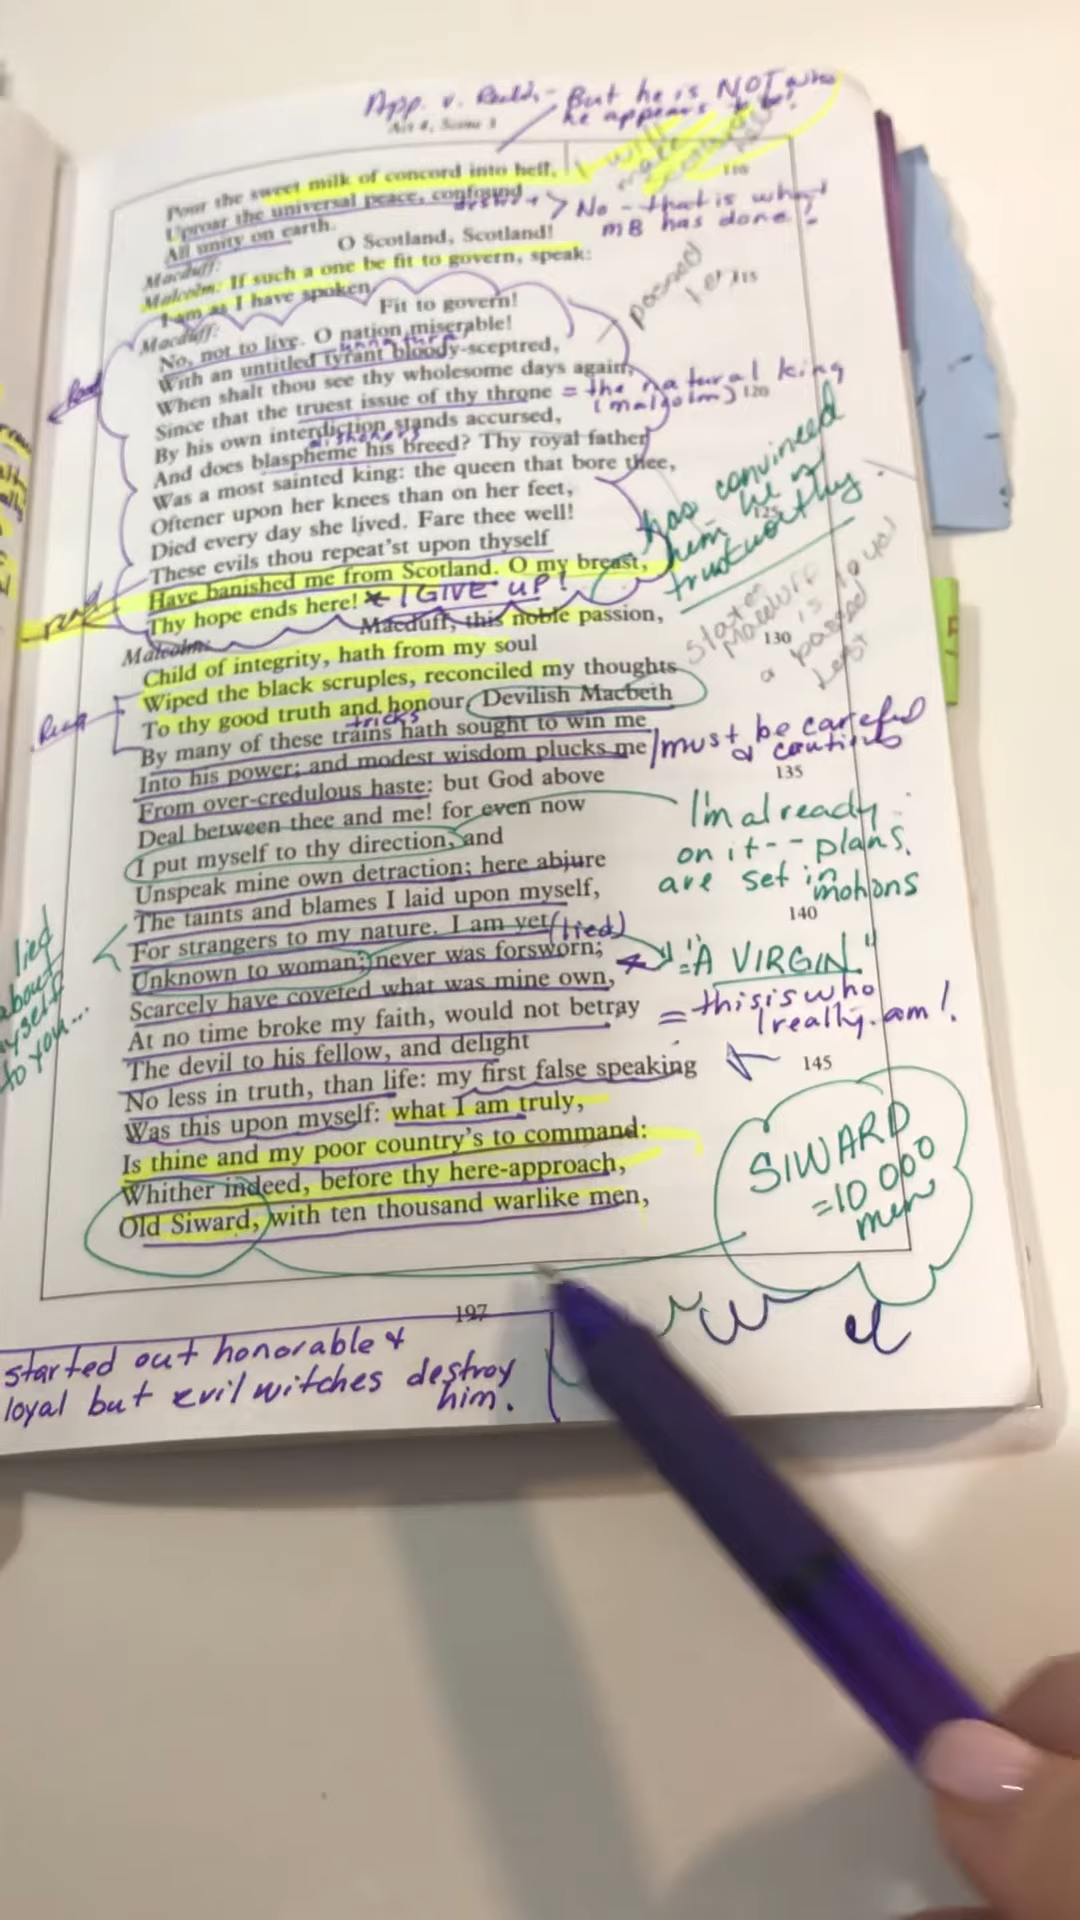 App. v. Reality - But he is NOT who
he appears to be!
Act 4, Scene 3
Pour the sweet milk of concord into hell,
I will
110
Uproar the universal peace, confound
All unity on earth.
> No - that is what
MB has done!
Macduff: O Scotland, Scotland!
Malcolm: If such a one be fit to govern, speak:
I am as I have spoken.
passed
115
Macduff: Fit to govern!
No, not to live. O nation miserable!
With an untitled tyrant bloody-sceptred,
When shalt thou see thy wholesome days again,
Since that the truest issue of thy throne = the natural king
(malcolm) 120
By his own interdiction stands accursed,
dishonors
And does blaspheme his breed? Thy royal father
Was a most sainted king: the queen that bore thee,
Oftener upon her knees than on her feet,
Died every day she lived. Fare thee well!
125
These evils thou repeat'st upon thyself
Have banished me from Scotland. O my breast,
Thy hope ends here! * I GIVE UP!
has convinced
him he is
trustworthy
Malcolm: Macduff, this noble passion,
Child of integrity, hath from my soul
130
Wiped the black scruples, reconciled my thoughts
states
Macduff
is
a passed
test
Read
To thy good truth and honour. Devilish Macbeth
tricks
By many of these trains hath sought to win me
Into his power; and modest wisdom plucks me / must be careful
& cautious
From over-credulous haste: but God above
135
Deal between thee and me! for even now
I put myself to thy direction, and
I'm already
on it -- plans
are set in
motions
Unspeak mine own detraction; here abjure
The taints and blames I laid upon myself,
140
For strangers to my nature. I am yet
(lied)
Unknown to woman; never was forsworn;
= "A VIRGIN"
Scarcely have coveted what was mine own,
= this is who
I really am!
At no time broke my faith, would not betray
The devil to his fellow, and delight
No less in truth, than life: my first false speaking
145
Was this upon myself: what I am truly,
Is thine and my poor country's to command:
Whither indeed, before thy here-approach,
Old Siward, with ten thousand warlike men,
lied
about
myself
to you...
SIWARD
=10 000
men
197
started out honorable &
loyal but evil witches destroy
him.